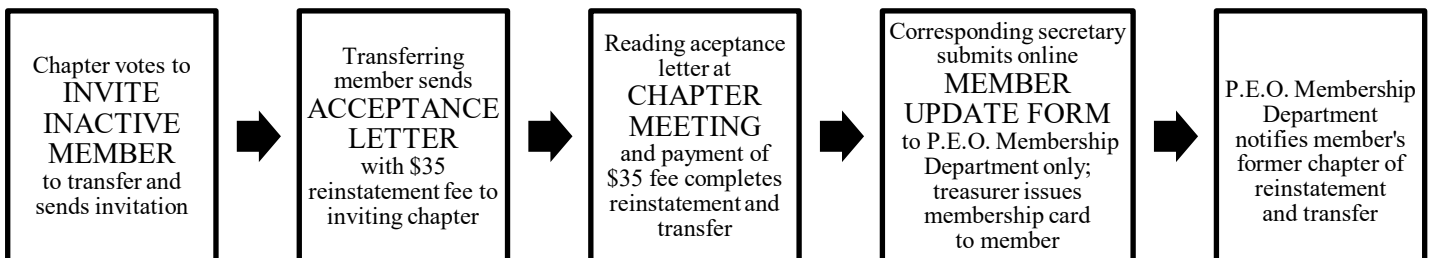 Chapter votes to
INVITE
INACTIVE
MEMBER
to transfer and
sends invitation
Transferring
member sends
ACCEPTANCE
LETTER
with $35
reinstatement fee to
inviting chapter
Reading aceptance
letter at
CHAPTER
MEETING
and payment of
$35 fee completes
reinstatement and
transfer
Corresponding secretary
submits online
MEMBER
UPDATE FORM
to P.E.O. Membership
Department only;
treasurer issues
membership card
to member
P.E.O. Membership
Department
notifies member's
former chapter of
reinstatement
and transfer